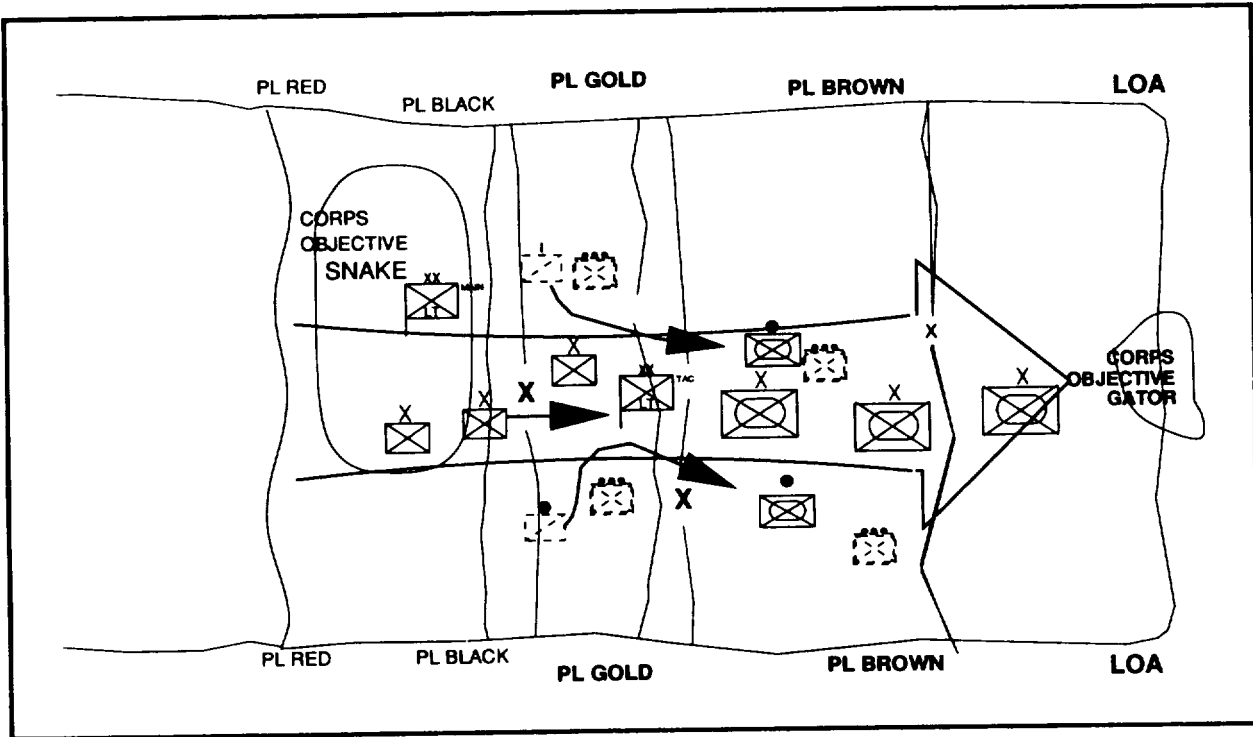 PL RED
PL BLACK
PL GOLD
PL BROWN
LOA
CORPS
OBJECTIVE
SNAKE
XX
MAIN
LT
X
X
X
X
XX
TAC
LT
X
X
X
X
X
X
CORPS
OBJECTIVE
GATOR
PL RED
PL BLACK
PL GOLD
PL BROWN
LOA